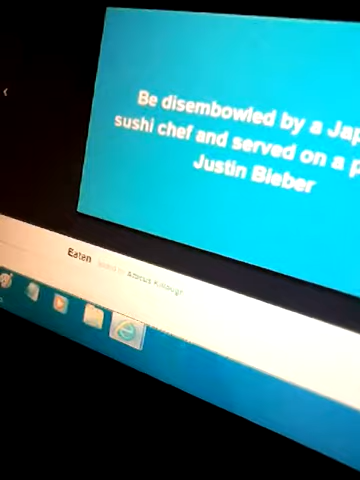 Be disembowled by a Jap
sushi chef and served on a p
Justin Bieber
Eaten